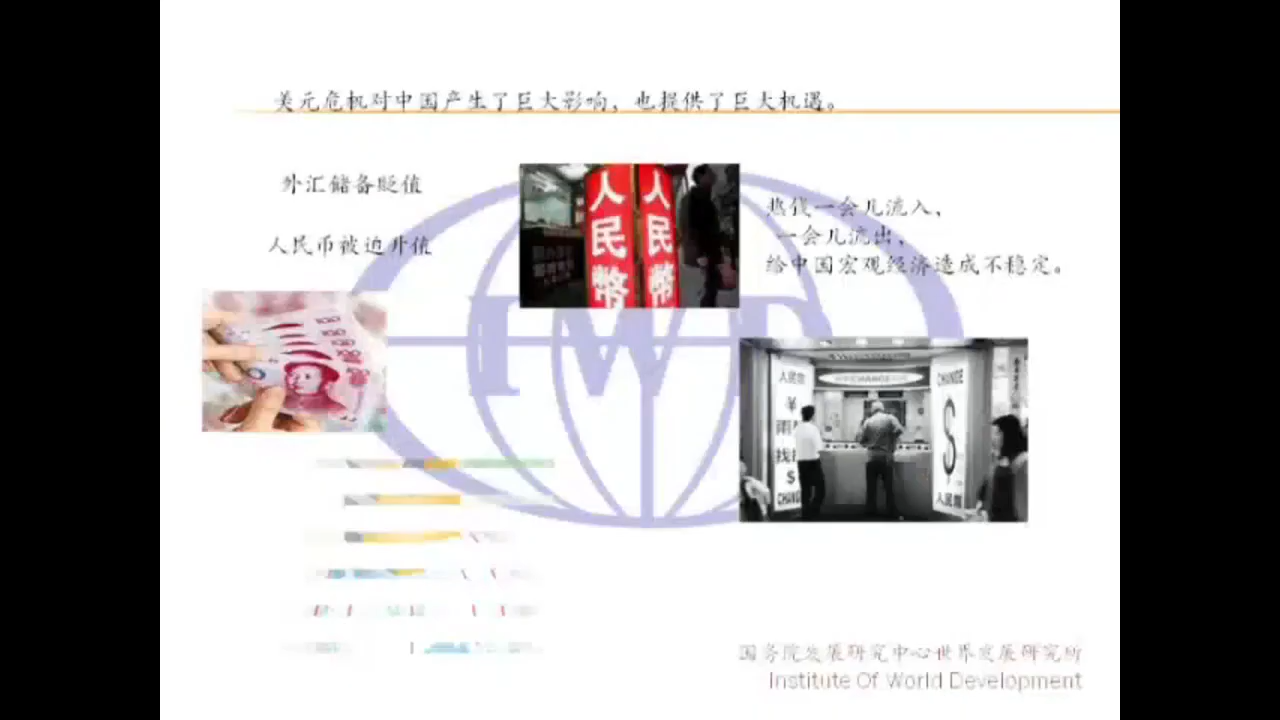 美元危机对中国产生了巨大影响，也提供了巨大机遇。
外汇储备贬值
人民币被迫升值
热钱一会儿流入，
一会儿流出，
给中国宏观经济造成不稳定。
人民幣
人民幣
IWD
人民幣
¥
$
CHANGE
CHANGE
$
人民幣
国务院发展研究中心世界发展研究所
Institute Of World Development